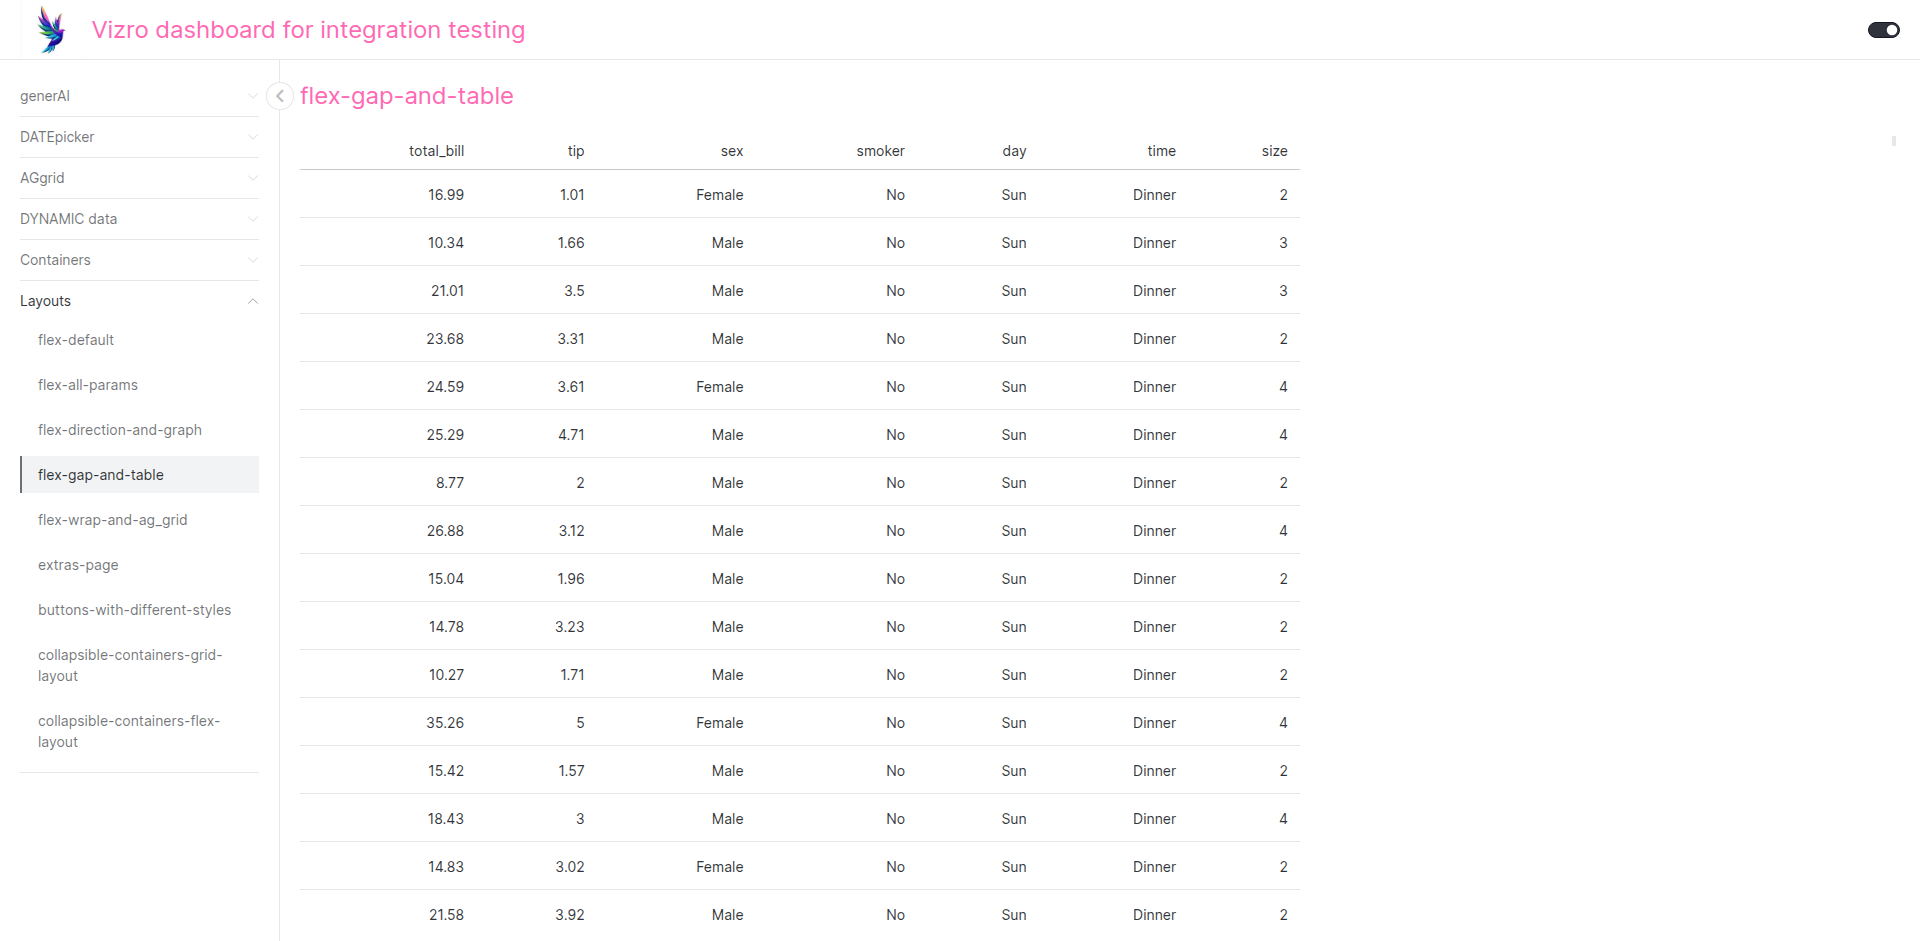 Vizro dashboard for integration testing
generAI
DATEpicker
AGgrid
DYNAMIC data
Containers
Layouts
flex-default
flex-all-params
flex-direction-and-graph
flex-gap-and-table
flex-wrap-and-ag_grid
extras-page
buttons-with-different-styles
collapsible-containers-grid-
layout
collapsible-containers-flex-
layout
flex-gap-and-table
total_bill tip sex smoker day time size
16.99 1.01 Female No Sun Dinner 2
10.34 1.66 Male No Sun Dinner 3
21.01 3.5 Male No Sun Dinner 3
23.68 3.31 Male No Sun Dinner 2
24.59 3.61 Female No Sun Dinner 4
25.29 4.71 Male No Sun Dinner 4
8.77 2 Male No Sun Dinner 2
26.88 3.12 Male No Sun Dinner 4
15.04 1.96 Male No Sun Dinner 2
14.78 3.23 Male No Sun Dinner 2
10.27 1.71 Male No Sun Dinner 2
35.26 5 Female No Sun Dinner 4
15.42 1.57 Male No Sun Dinner 2
18.43 3 Male No Sun Dinner 4
14.83 3.02 Female No Sun Dinner 2
21.58 3.92 Male No Sun Dinner 2